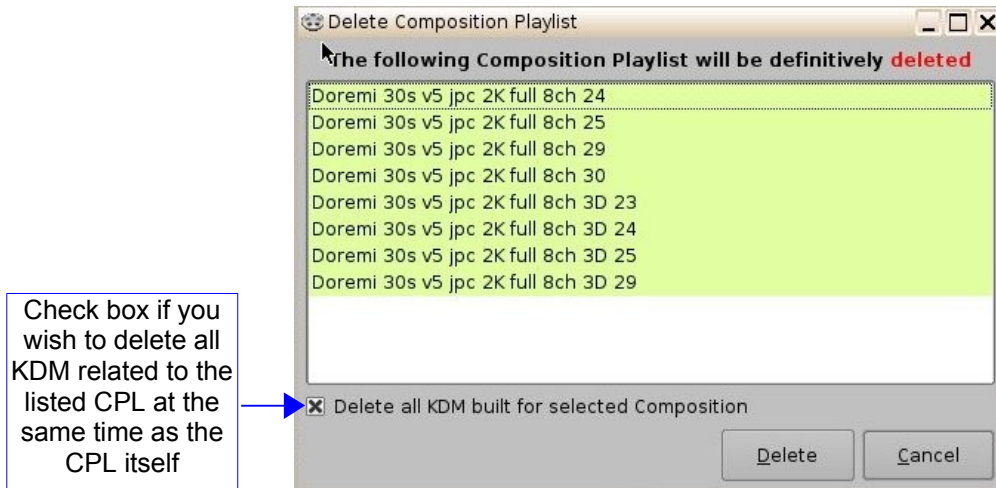 Delete Composition Playlist
The following Composition Playlist will be definitively deleted
Doremi 30s v5 jpc 2K full 8ch 24
Doremi 30s v5 jpc 2K full 8ch 25
Doremi 30s v5 jpc 2K full 8ch 29
Doremi 30s v5 jpc 2K full 8ch 30
Doremi 30s v5 jpc 2K full 8ch 3D 23
Doremi 30s v5 jpc 2K full 8ch 3D 24
Doremi 30s v5 jpc 2K full 8ch 3D 25
Doremi 30s v5 jpc 2K full 8ch 3D 29
Check box if you
wish to delete all
KDM related to the
listed CPL at the
same time as the
CPL itself
Delete all KDM built for selected Composition
Delete
Cancel